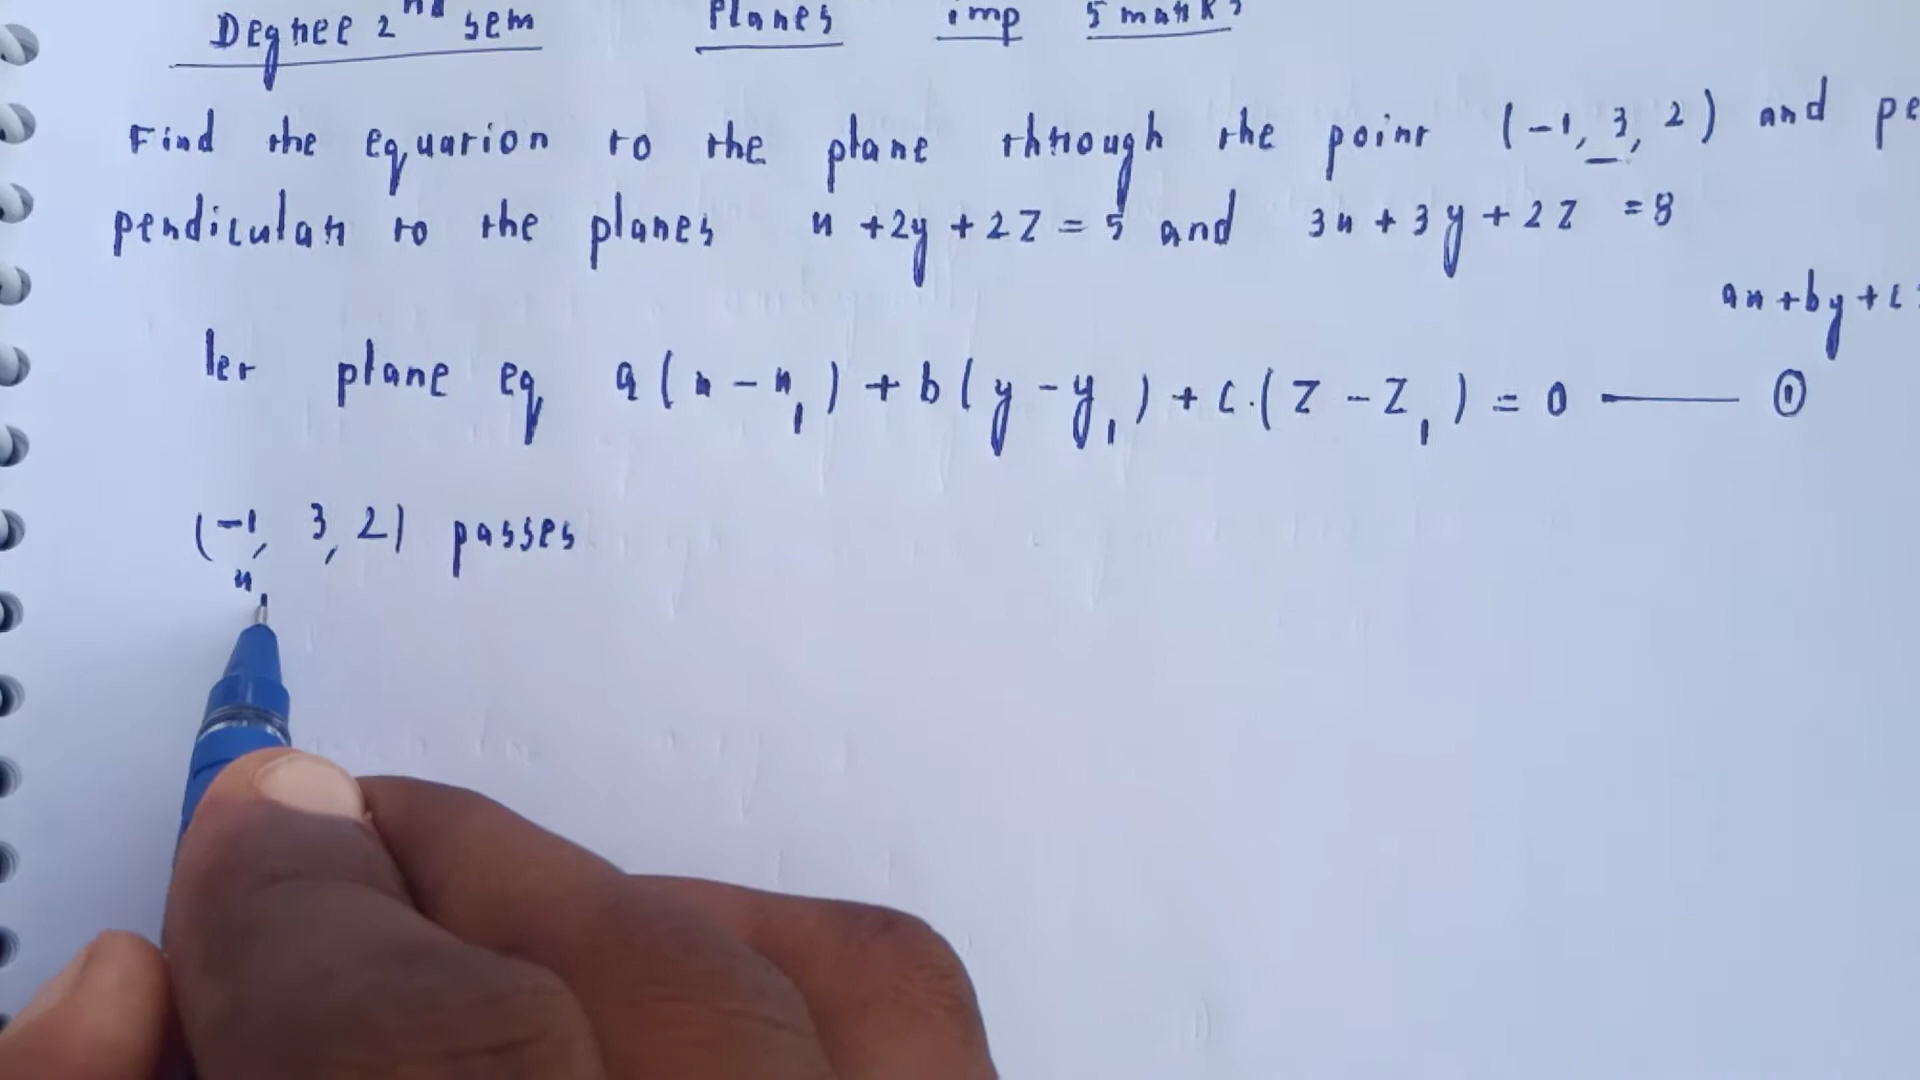 Degree 2nd sem Planes imp 5 marks
Find the equation to the plane through the point (-1, 3, 2) and pe
pendicular to the planes x + 2y + 2z = 5 and 3x + 3y + 2z = 8
ax + by + c
let plane eq a(x - x₁) + b(y - y₁) + c.(z - z₁) = 0 —— ①
(-1, 3, 2) passes
x₁